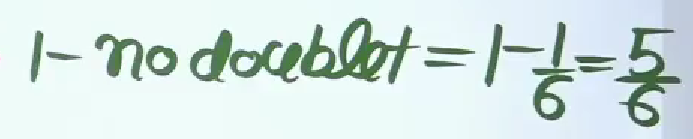 1- no doublet = 1 - 1/6 = 5/6